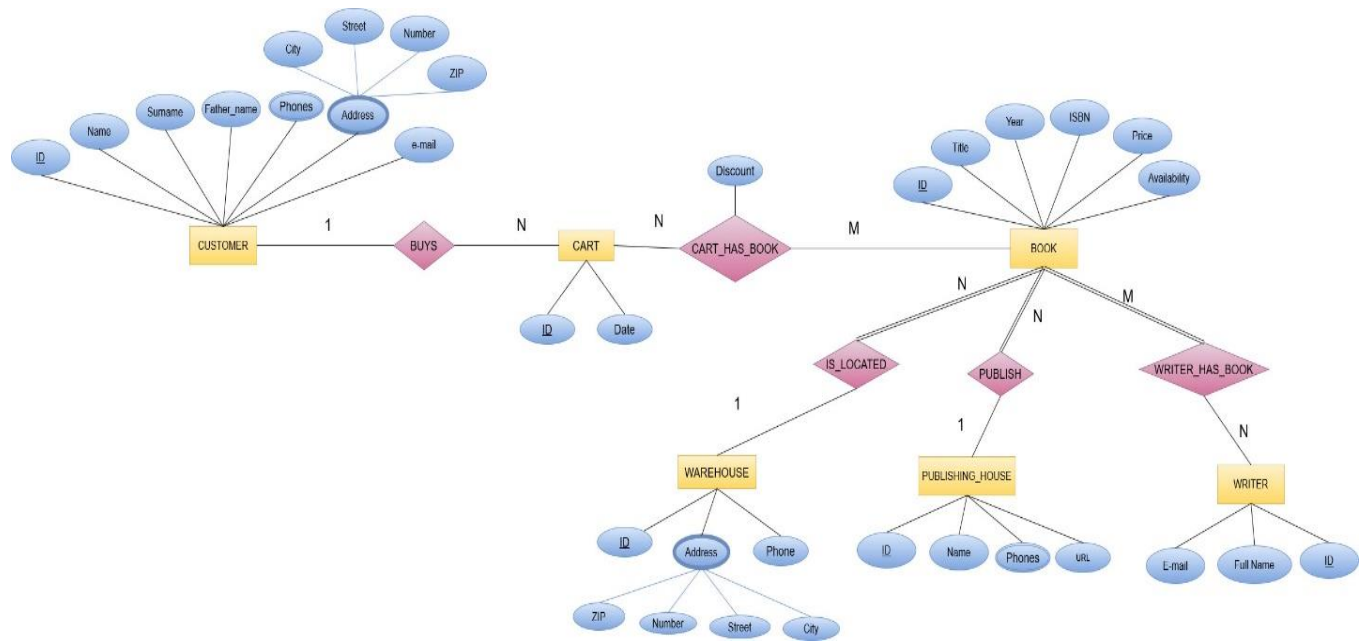 Street
City
Number
ZIP
Surname
Father_name
Phones
Address
Name
e-mail
ID
ISBN
Year
Price
Title
Discount
Availability
ID
1
N
N
M
CUSTOMER
BUYS
CART
CART_HAS_BOOK
BOOK
N
M
N
ID
Date
IS_LOCATED
PUBLISH
WRITER_HAS_BOOK
1
1
N
WAREHOUSE
PUBLISHING_HOUSE
WRITER
ID
Address
Phone
ID
Name
Phones
URL
E-mail
Full Name
ID
ZIP
Number
Street
City